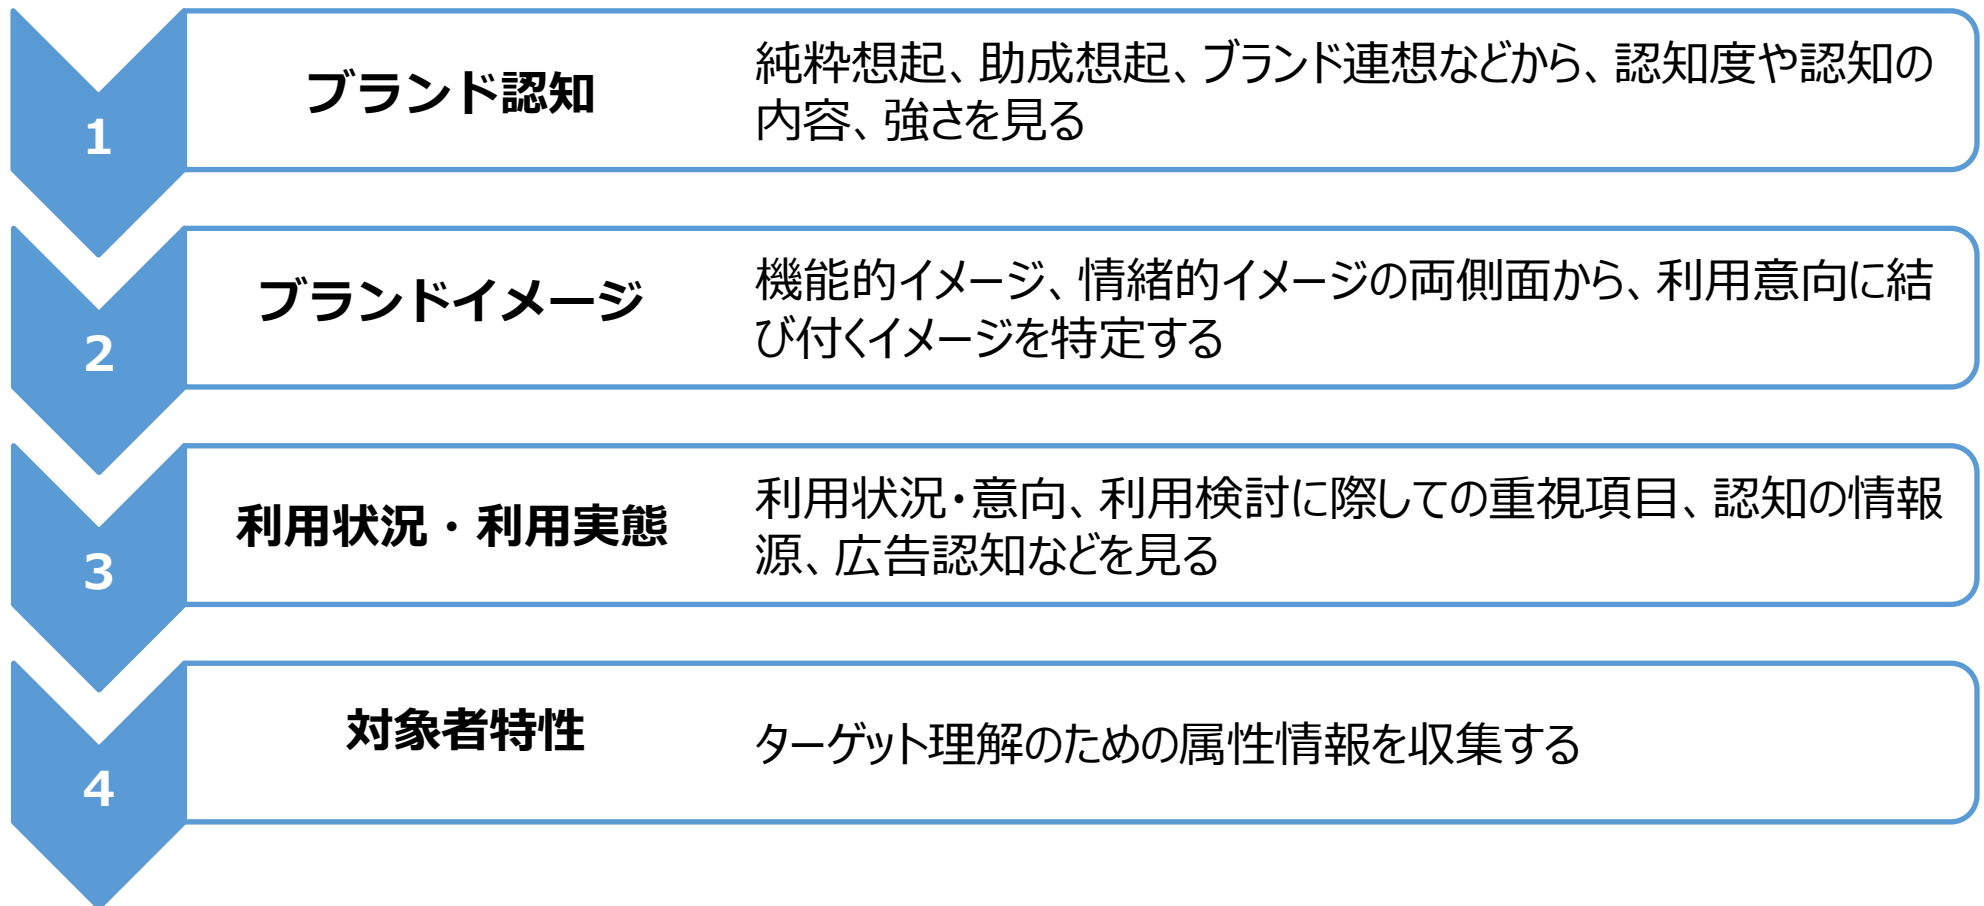 1
ブランド認知
純粋想起、助成想起、ブランド連想などから、認知度や認知の
内容、強さを見る
2
ブランドイメージ
機能的イメージ、情緒的イメージの両側面から、利用意向に結
び付くイメージを特定する
3
利用状況・利用実態
利用状況・意向、利用検討に際しての重視項目、認知の情報
源、広告認知などを見る
4
対象者特性
ターゲット理解のための属性情報を収集する